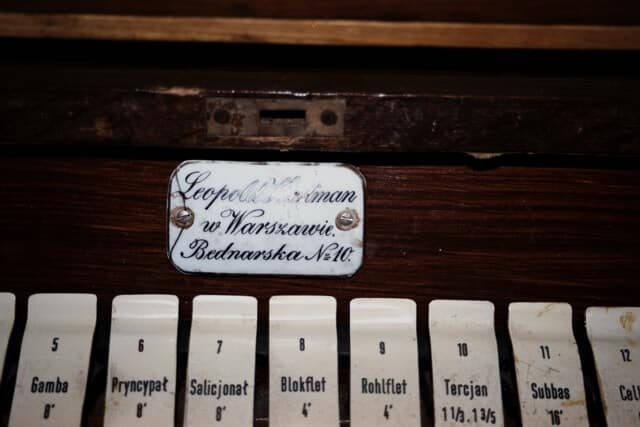 w Warszawie.
Bednarska № 10.
5
Gamba
8'
6
Pryncypał
8'
7
Salicjonał
8'
8
Blokflet
4'
9
Rohlflet
4'
10
Tercjan
1 1/3 . 1 3/5
11
Subbas
16'
12